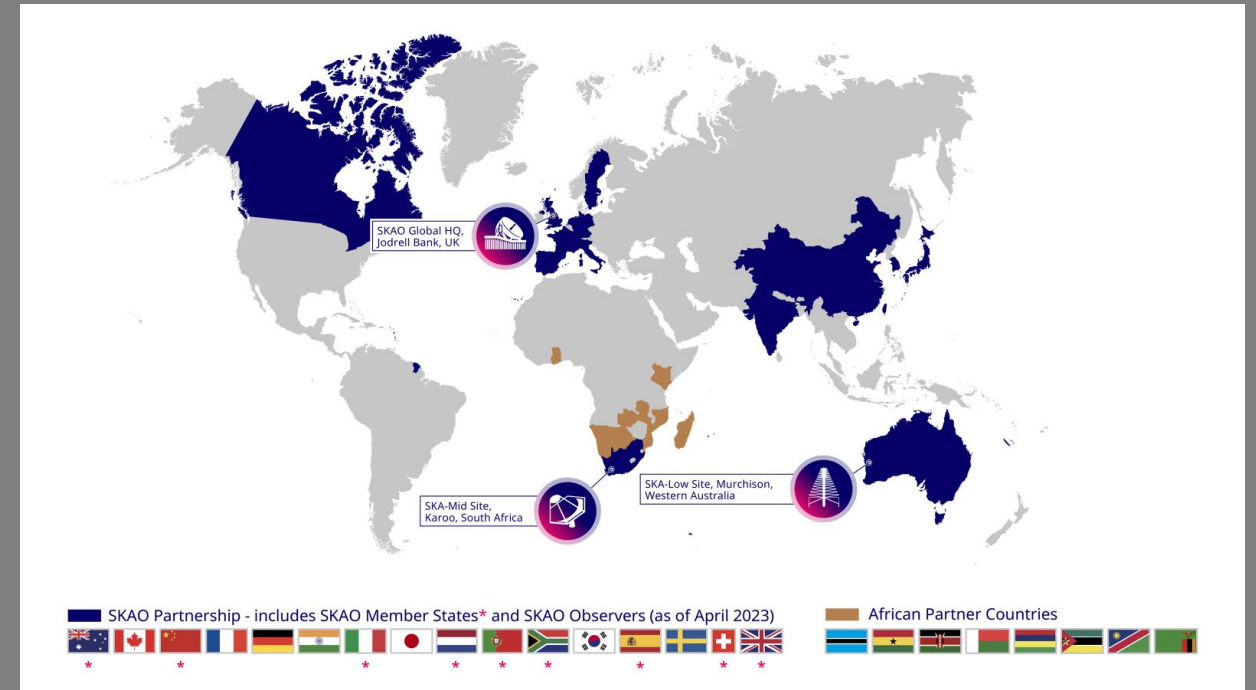 SKAO Global HQ,
Jodrell Bank, UK
SKA-Low Site, Murchison,
Western Australia
SKA-Mid Site,
Karoo, South Africa
SKAO Partnership - includes SKAO Member States* and SKAO Observers (as of April 2023)
African Partner Countries
* * * * * * * * *